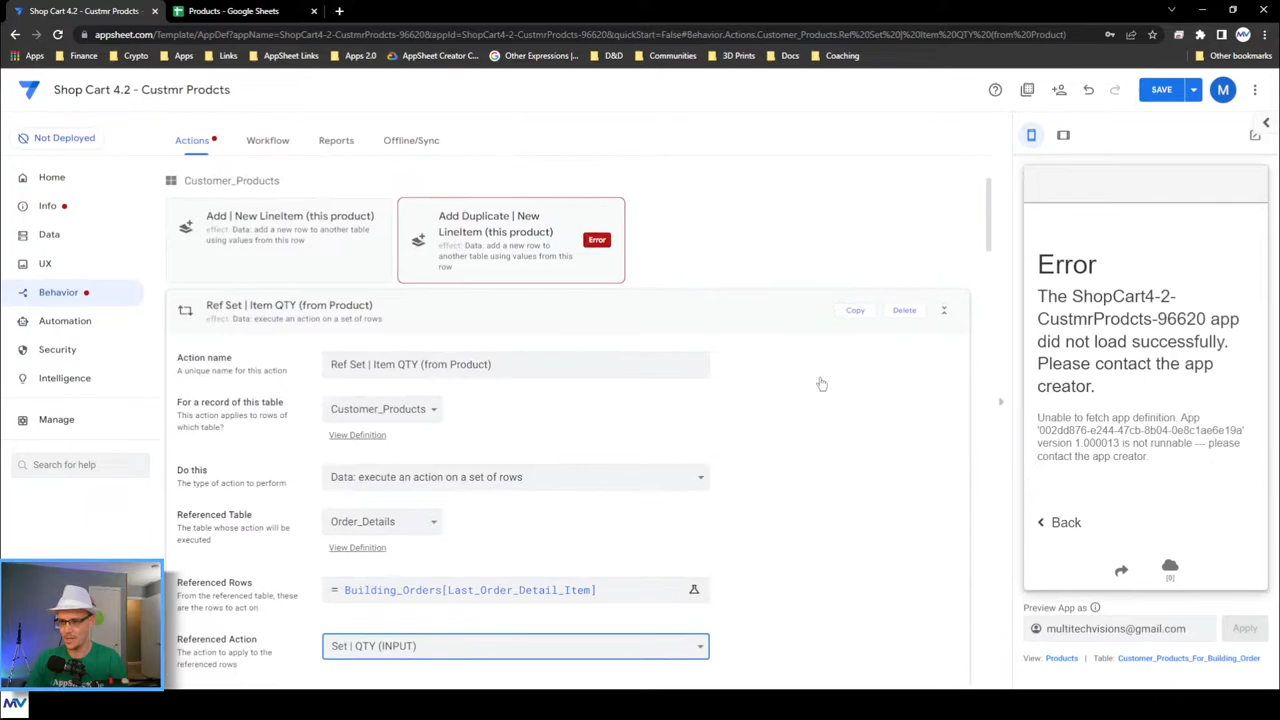 Shop Cart 4.2 - Custmr Prodcts
Products - Google Sheets
appsheet.com/Template/AppDef?appName=ShopCart4-2-CustmrProdcts-96620&appId=ShopCart4-2-CustmrProdcts-96620&quickStart=False#Behavior.Actions.Customer_Products.Ref%20Set%20|%20Item%20QTY%20(from%20Product)
Apps
Crypto
Apps
Funding
LapShot
AppSheet Links
Apps 2.0
AppSheet Creator C...
Other Expressions |...
D&D
Communities
3D Prints
Docs
Coaching
Other bookmarks
Shop Cart 4.2 - Custmr Prodcts
SAVE
M
Not Deployed
Actions
Workflow
Reports
Offline/Sync
Home
Info
Data
UX
Behavior
Automation
Security
Intelligence
Manage
Search for help
Customer_Products
Add | New LineItem (this product)
effect: Data: add a new row to another table using values from this row
Add Duplicate | New
LineItem (this product)
effect: Data: add a new row to
another table using values from this
row
Error
Ref Set | Item QTY (from Product)
effect: Data: execute an action on a set of rows
Copy
Delete
Action name
A unique name for this action
Ref Set | Item QTY (from Product)
For a record of this table
This action applies to rows of
which table?
Customer_Products
View Definition
Do this
The type of action to perform
Data: execute an action on a set of rows
Referenced Table
The table whose action will be
executed
Order_Details
View Definition
Referenced Rows
From the referenced table, these
are the rows to act on
= Building_Orders[Last_Order_Detail_Item]
Referenced Action
The action to apply to the
referenced rows
Set | QTY (INPUT)
Error
The ShopCart4-2-
CustmrProdcts-96620 app
did not load successfully.
Please contact the app
creator.
Unable to fetch app definition. App
'002dd876-e244-47cb-8b04-0e8c1ae6e19a'
version 1.000013 is not runnable --- please
contact the app creator.
Back
[0]
Preview App as
multitechvisions@gmail.com
Apply
View: Products | Table: Customer_Products_For_Building_Order
MV